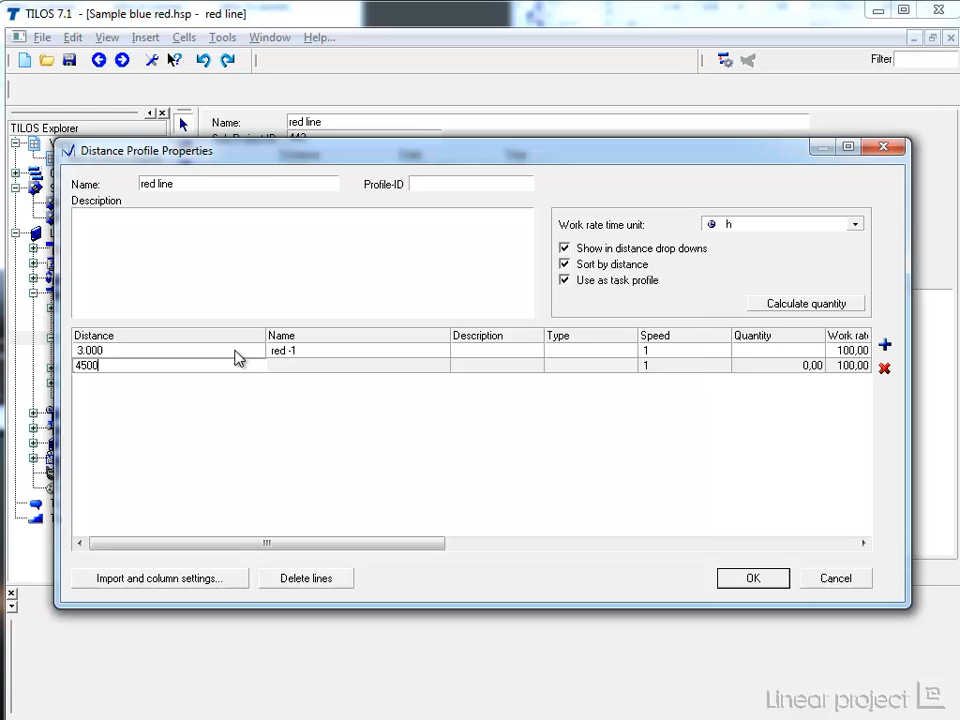 TILOS 7.1 - [Sample blue red.hsp - red line]
File Edit View Insert Cells Tools Window Help...
Filter
TILOS Explorer
Name: red line
Distance Profile Properties
Name: red line Profile-ID
Description
Work rate time unit: h
Show in distance drop downs
Sort by distance
Use as task profile
Calculate quantity
Distance Name Description Type Speed Quantity Work rat
3.000 red -1 1 100,00
4500 1 0,00 100,00
Import and column settings... Delete lines OK Cancel
Linear project